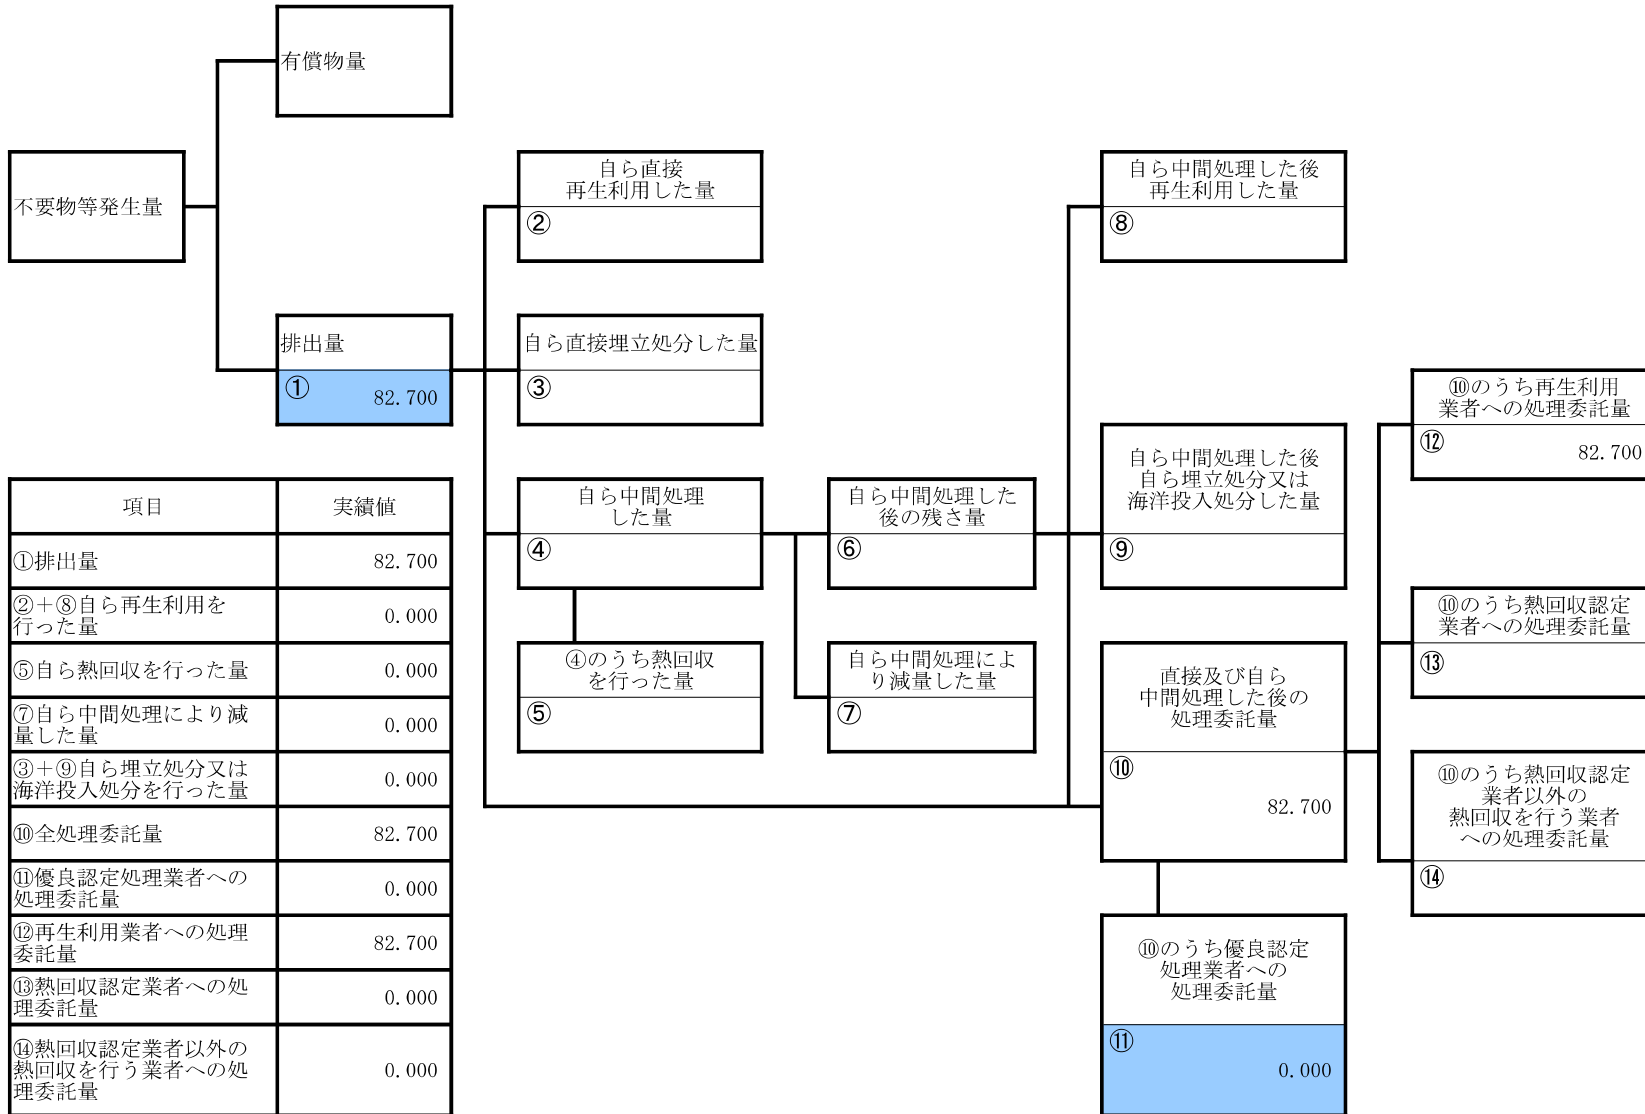 有償物量
不要物等発生量
自ら直接
再生利用した量
②
自ら中間処理した後
再生利用した量
⑧
排出量
①
82.700
自ら直接埋立処分した量
③
⑩のうち再生利用
業者への処理委託量
⑫
82.700
自ら中間処理した後
自ら埋立処分又は
海洋投入処分した量
⑨
自ら中間処理
した量
④
自ら中間処理した
後の残さ量
⑥
⑩のうち熱回収認定
業者への処理委託量
⑬
④のうち熱回収
を行った量
⑤
自ら中間処理によ
り減量した量
⑦
直接及び自ら
中間処理した後の
処理委託量
⑩
82.700
⑩のうち熱回収認定
業者以外の
熱回収を行う業者
への処理委託量
⑭
⑩のうち優良認定
処理業者への
処理委託量
⑪
0.000
項目 実績値
①排出量 82.700
②＋⑧自ら再生利用を
行った量 0.000
⑤自ら熱回収を行った量 0.000
⑦自ら中間処理により減
量した量 0.000
③＋⑨自ら埋立処分又は
海洋投入処分を行った量 0.000
⑩全処理委託量 82.700
⑪優良認定処理業者への
処理委託量 0.000
⑫再生利用業者への処理
委託量 82.700
⑬熱回収認定業者への処
理委託量 0.000
⑭熱回収認定業者以外の
熱回収を行う業者への処
理委託量 0.000